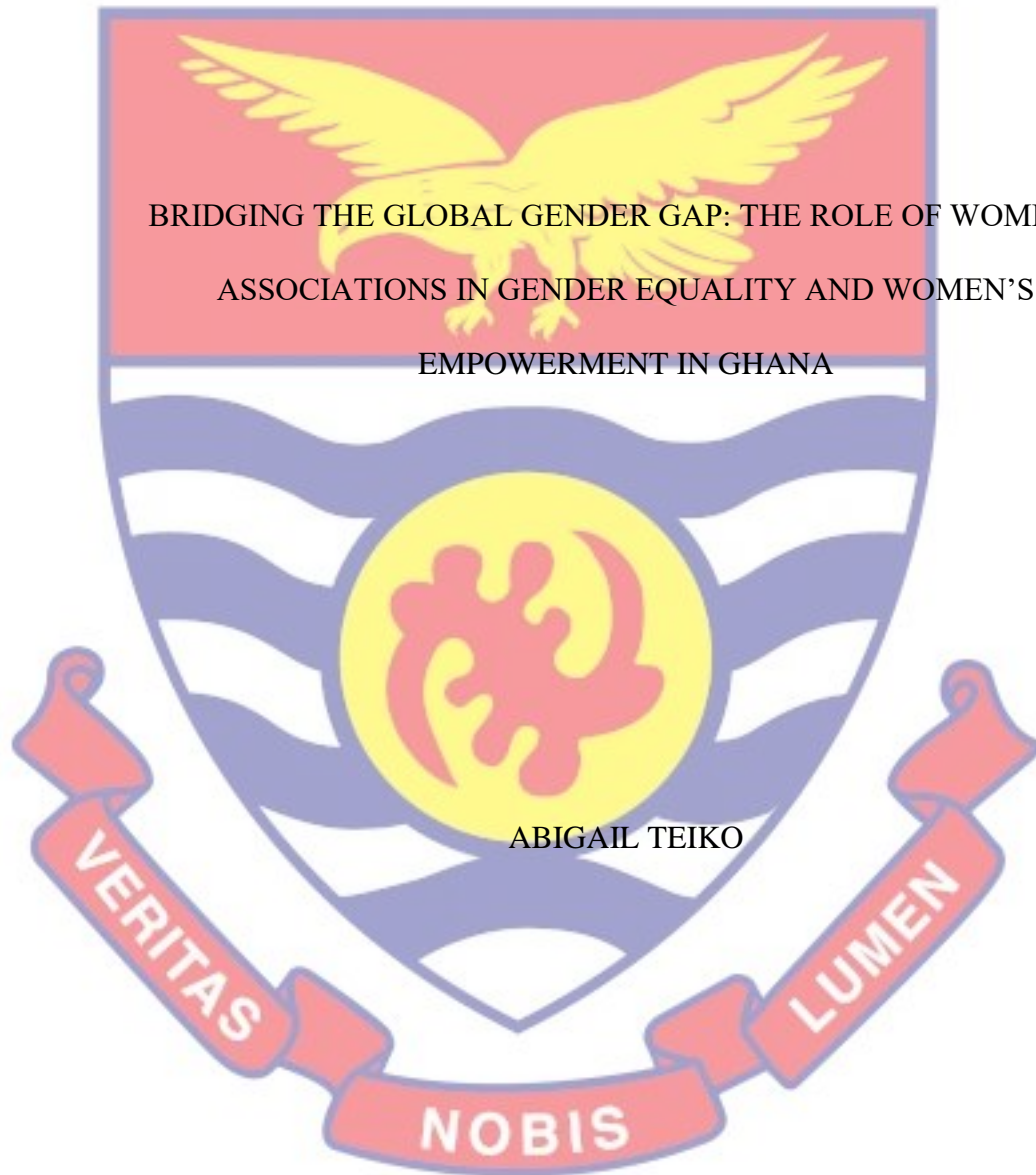 BRIDGING THE GLOBAL GENDER GAP: THE ROLE OF WOM
ASSOCIATIONS IN GENDER EQUALITY AND WOMEN’S
EMPOWERMENT IN GHANA
ABIGAIL TEIKO
VERITAS
NOBIS
LUMEN